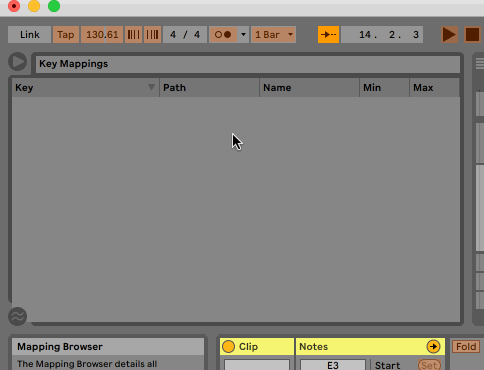 Link Tap 130.61 4 / 4 1 Bar 14. 2. 3
Key Mappings
Key Path Name Min Max
Mapping Browser
The Mapping Browser details all
Clip Notes Fold
E3 Start Set